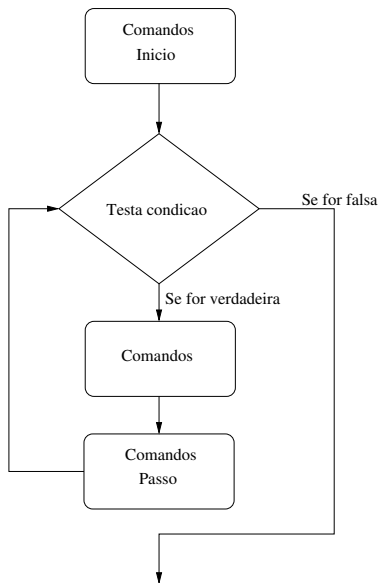 Comandos
Inicio
Testa condicao
Se for falsa
Se for verdadeira
Comandos
Comandos
Passo